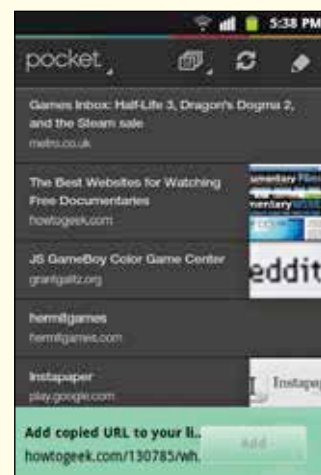 5:38 PM
pocket
Games Inbox: Half-Life 3, Dragon's Dogma 2,
and the Steam sale
metro.co.uk
The Best Websites for Watching
Free Documentaries
howtogeek.com
JS GameBoy Color Game Center
grantgalitz.org
eddit
hermitgames
hermitgames.com
Instapaper
play.google.com
Instapaper
Add copied URL to your li..
howtogeek.com/130785/wh.
Add